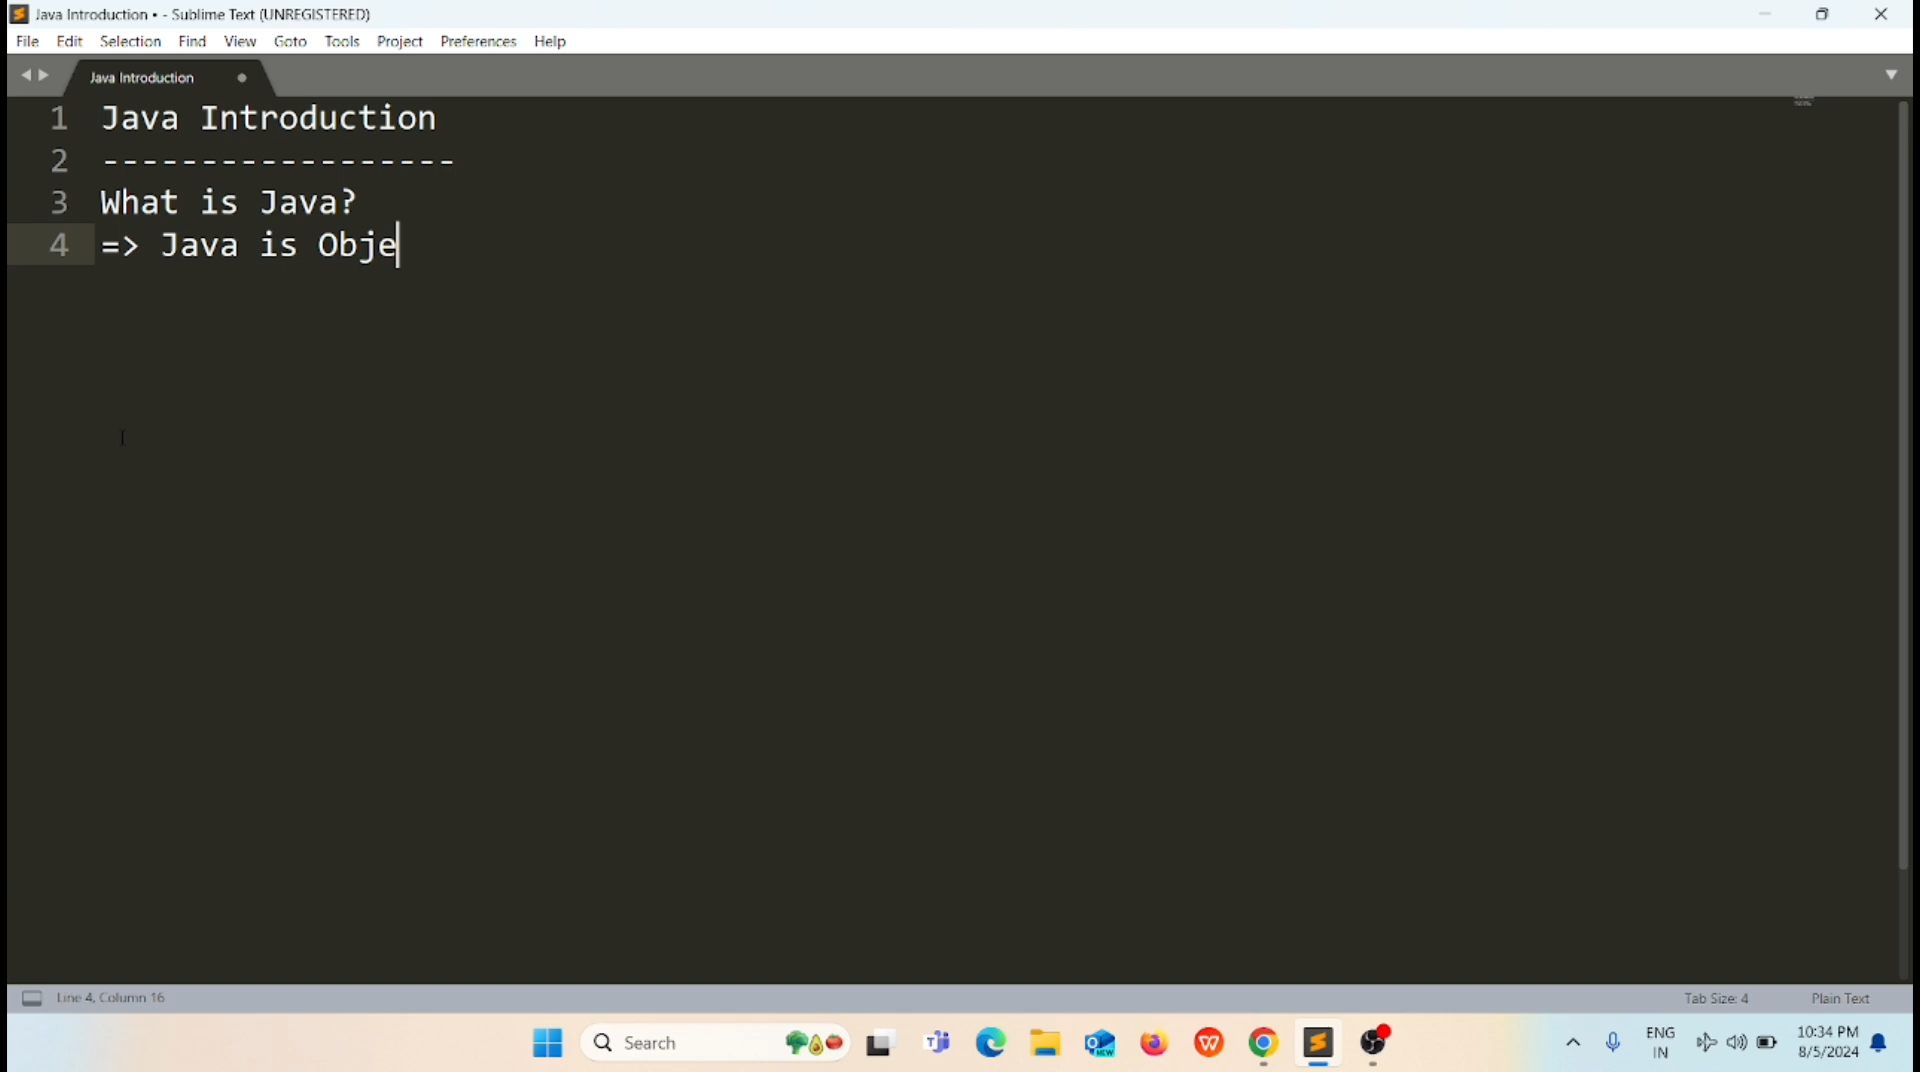 Java Introduction • - Sublime Text (UNREGISTERED)
File Edit Selection Find View Goto Tools Project Preferences Help
Java Introduction
1 Java Introduction
2 ------------------
3 What is Java?
4 => Java is Obje
Line 4, Column 16 Tab Size: 4 Plain Text
Search NEW ENG 10:34 PM
IN 8/5/2024